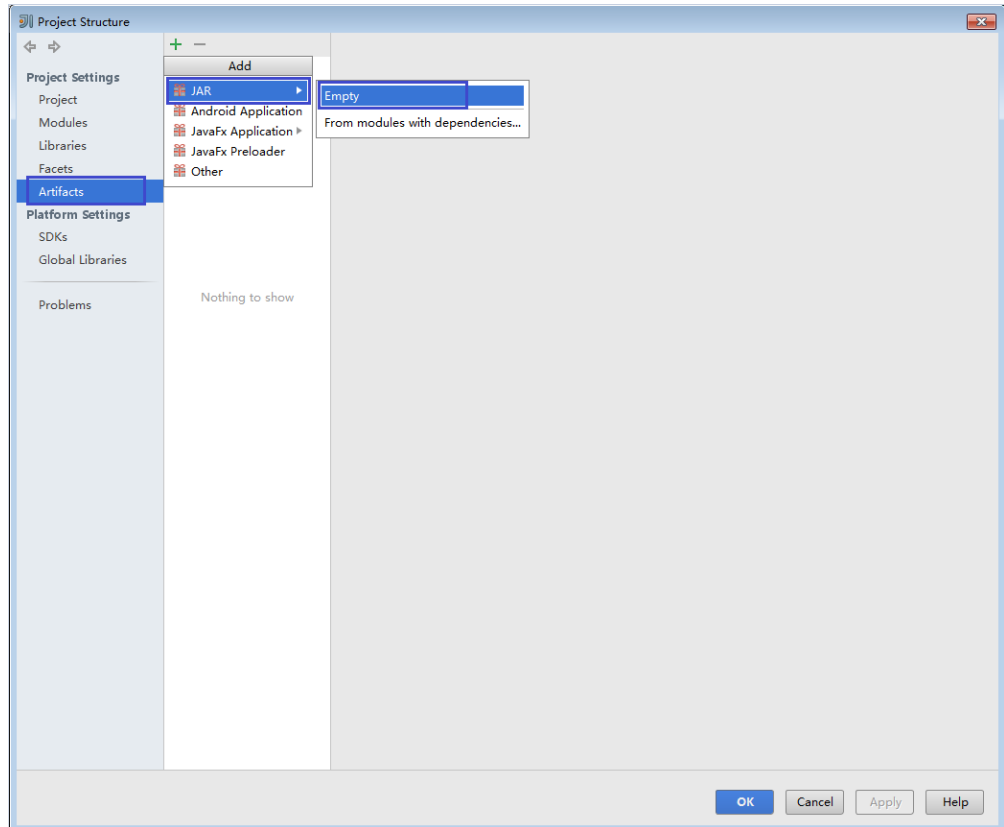 Project Structure
Project Settings
Project
Modules
Libraries
Facets
Artifacts
Platform Settings
SDKs
Global Libraries
Problems
Add
JAR
Android Application
JavaFx Application
JavaFx Preloader
Other
Empty
From modules with dependencies...
Nothing to show
OK
Cancel
Apply
Help